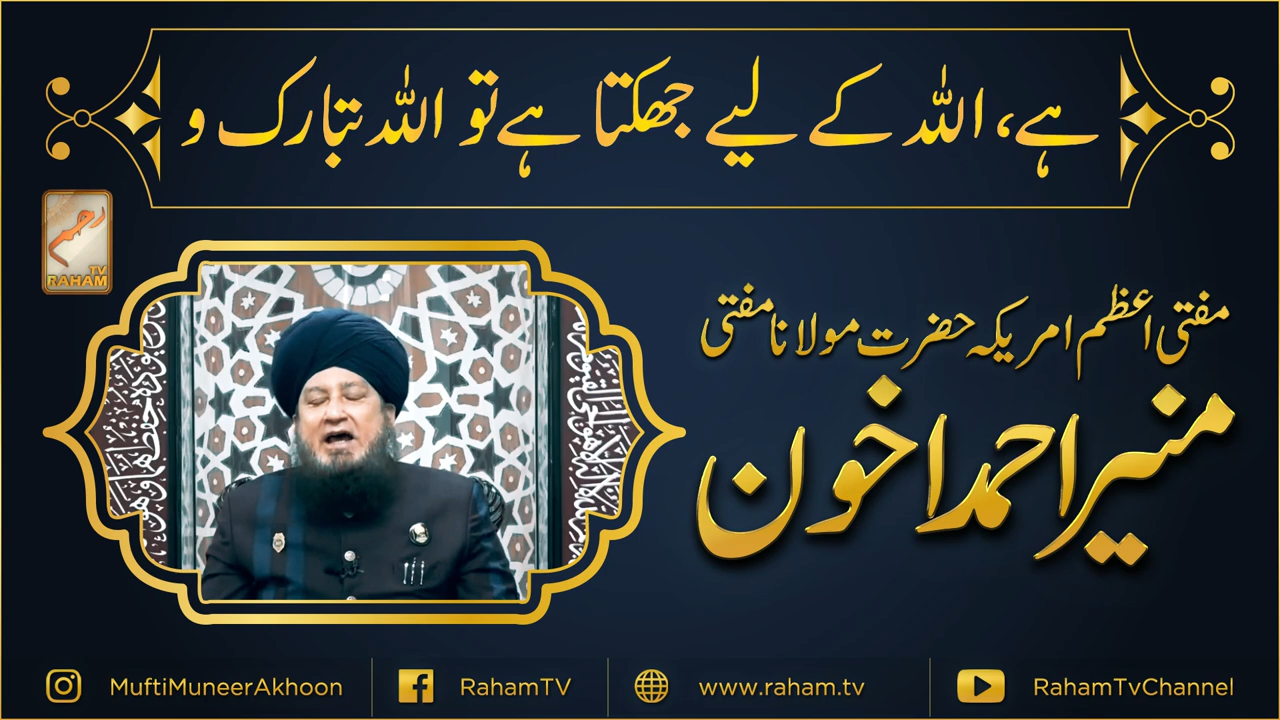 ہے، اللہ کے لیے جھکتا ہے تو اللہ تبارک و
رحم
TV
RAHAM
مفتی اعظم امریکہ حضرت مولانا مفتی
منیر احمد اخون
MuftiMuneerAkhoon
RahamTV
www.raham.tv
RahamTvChannel